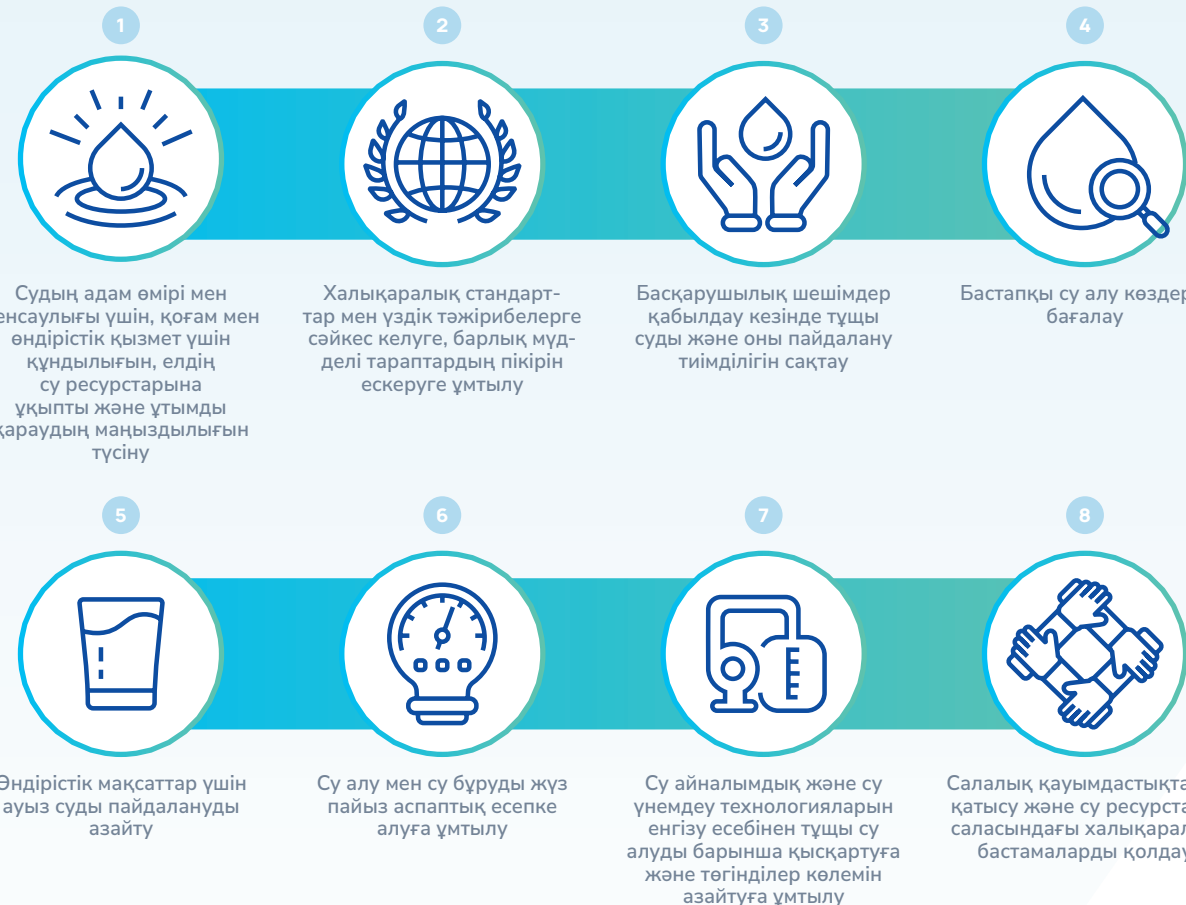 1
Судың адам өмірі мен
үшін, қоғам мен
өндірістік қызмет үшін
құндылығын, елдің
су ресурстарына
ұқыпты және ұтымды
маңыздылығын
түсіну
2
Халықаралық стандарт-
тар мен үздік тәжірибелерге
сәйкес келуге, барлық мүд-
делі тараптардың пікірін
ескеруге ұмтылу
3
Басқарушылық шешімдер
қабылдау кезінде тұщы
суды және оны пайдалану
тиімділігін сақтау
4
Бастапқы су алу
бағалау
5
Өндірістік мақсаттар үшін
ауыз суды пайдалануды
азайту
6
Су алу мен су бұруды жүз
пайыз аспаптық есепке
алуға ұмтылу
7
Су айналымдық және су
үнемдеу технологияларын
енгізу есебінен тұщы су
алуды барынша қысқартуға
және төгінділер көлемін
азайтуға ұмтылу
8
Салалық
қатысу және су
саласындағы
бастамаларды қолдау